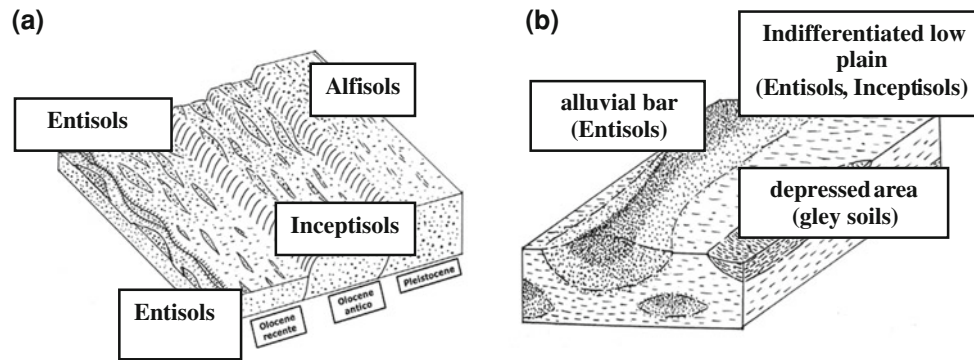 (a)
Alfisols
Entisols
Inceptisols
Entisols
Olocene
recente
Olocene
antico
Pleistocene
(b)
Indifferentiated low
plain
(Entisols, Inceptisols)
alluvial bar
(Entisols)
depressed area
(gley soils)